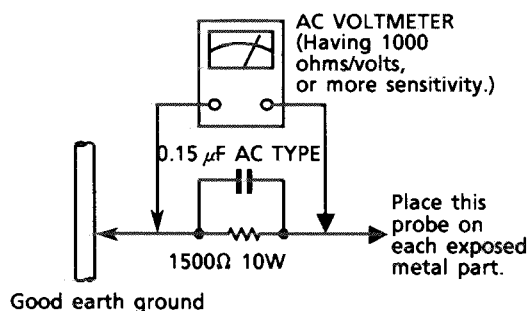 AC VOLTMETER
(Having 1000
ohms/volts,
or more sensitivity.)
0.15 μF AC TYPE
Place this
probe on
each exposed
metal part.
1500Ω 10W
Good earth ground